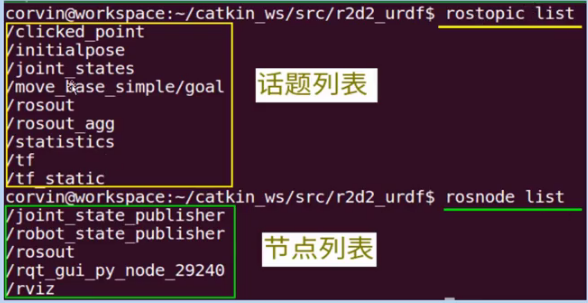 corvin@workspace:~/catkin_ws/src/r2d2_urdf$ rostopic list
/clicked_point
/initialpose
/joint_states
/move_base_simple/goal
话题列表
/rosout
/rosout_agg
/statistics
/tf
/tf_static
corvin@workspace:~/catkin_ws/src/r2d2_urdf$ rosnode list
/joint_state_publisher
/robot_state_publisher
/rosout
节点列表
/rqt_gui_py_node_29240
/rviz